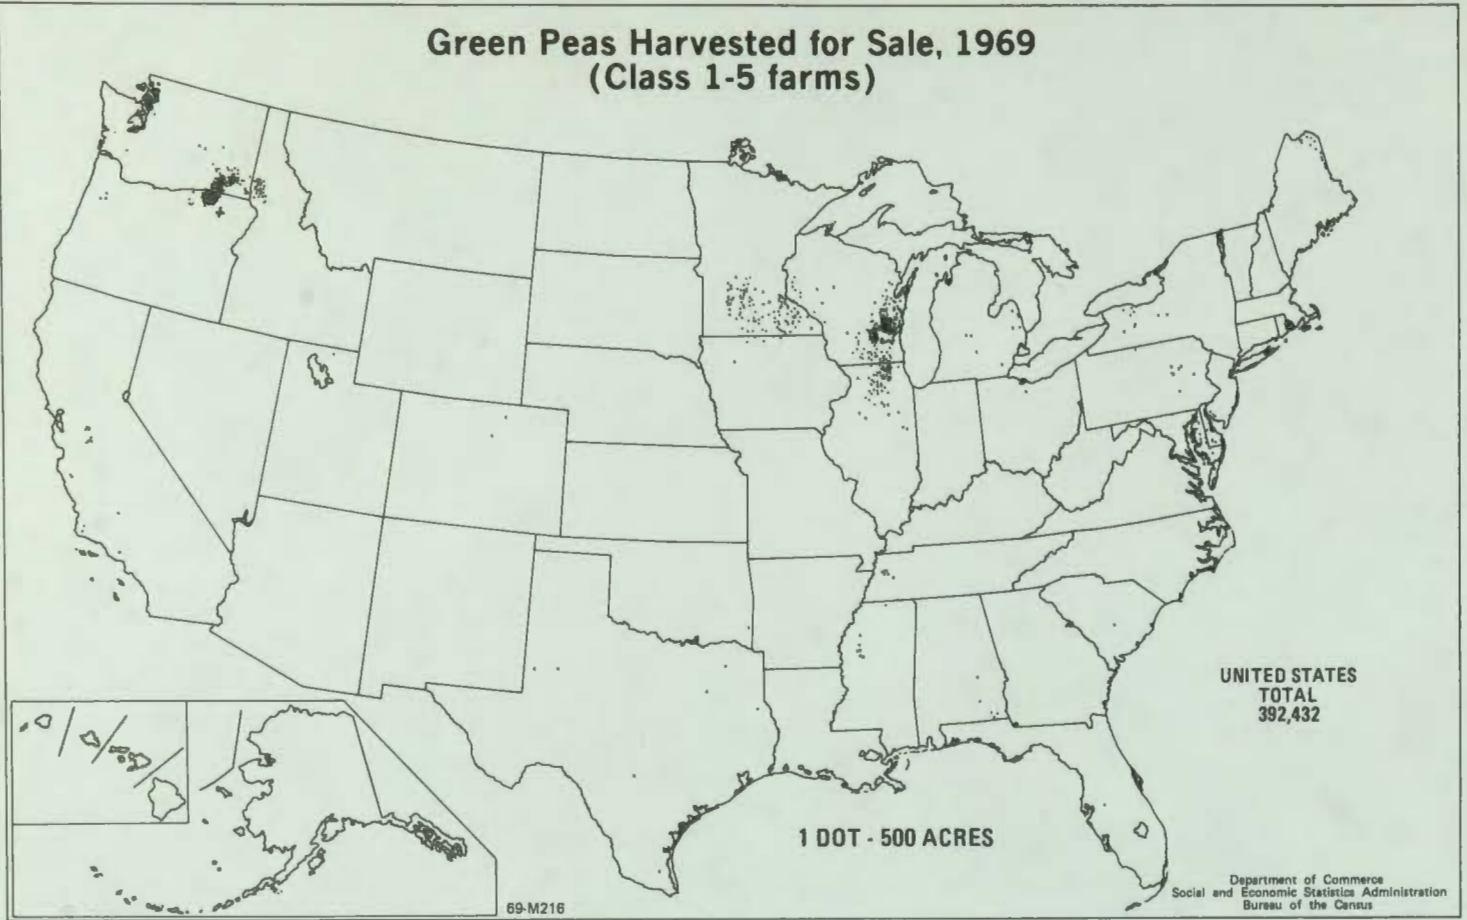 Green Peas Harvested for Sale, 1969
(Class 1-5 farms)
UNITED STATES
TOTAL
392,432
1 DOT - 500 ACRES
Department of Commerce
Social and Economic Statistics Administration
Bureau of the Census
69-M216